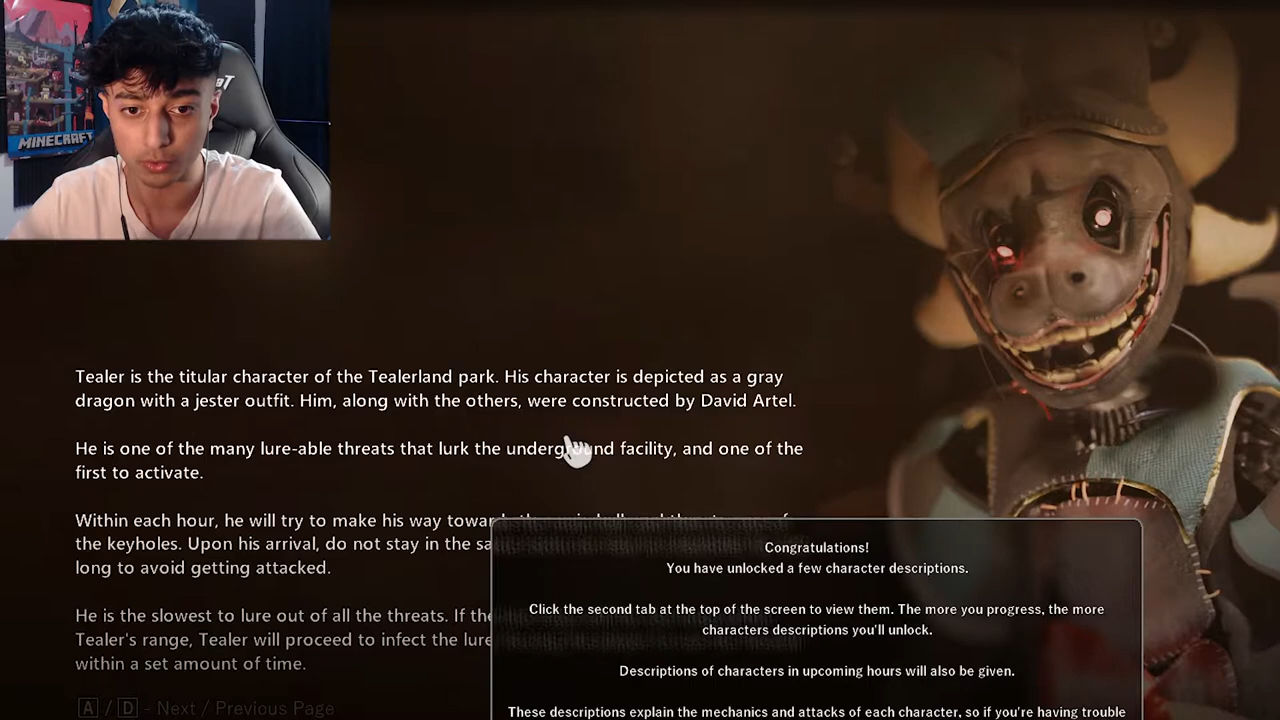 MINECRAFT
Tealer is the titular character of the Tealerland park. His character is depicted as a gray
dragon with a jester outfit. Him, along with the others, were constructed by David Artel.
He is one of the many lure-able threats that lurk the underground facility, and one of the
first to activate.
Within each hour, he will try to make his way
the keyholes. Upon his arrival, do not stay in the
long to avoid getting attacked.
He is the slowest to lure out of all the threats. If
Tealer's range, Tealer will proceed to infect the lure
within a set amount of time.
A / D - Next / Previous Page
Congratulations!
You have unlocked a few character descriptions.
Click the second tab at the top of the screen to view them. The more you progress, the more
characters descriptions you'll unlock.
Descriptions of characters in upcoming hours will also be given.
These descriptions explain the mechanics and attacks of each character, so if you're having trouble